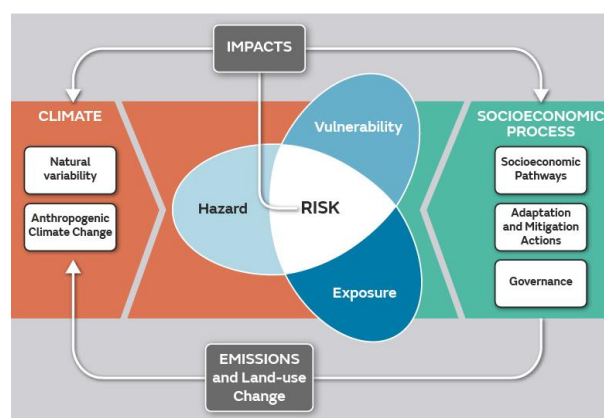 IMPACTS
CLIMATE
Natural
variability
Anthropogenic
Climate Change
Vulnerability
Hazard
RISK
Exposure
SOCIOECONOMIC
PROCESS
Socioeconomic
Pathways
Adaptation
and Mitigation
Actions
Governance
EMISSIONS
and Land-use
Change